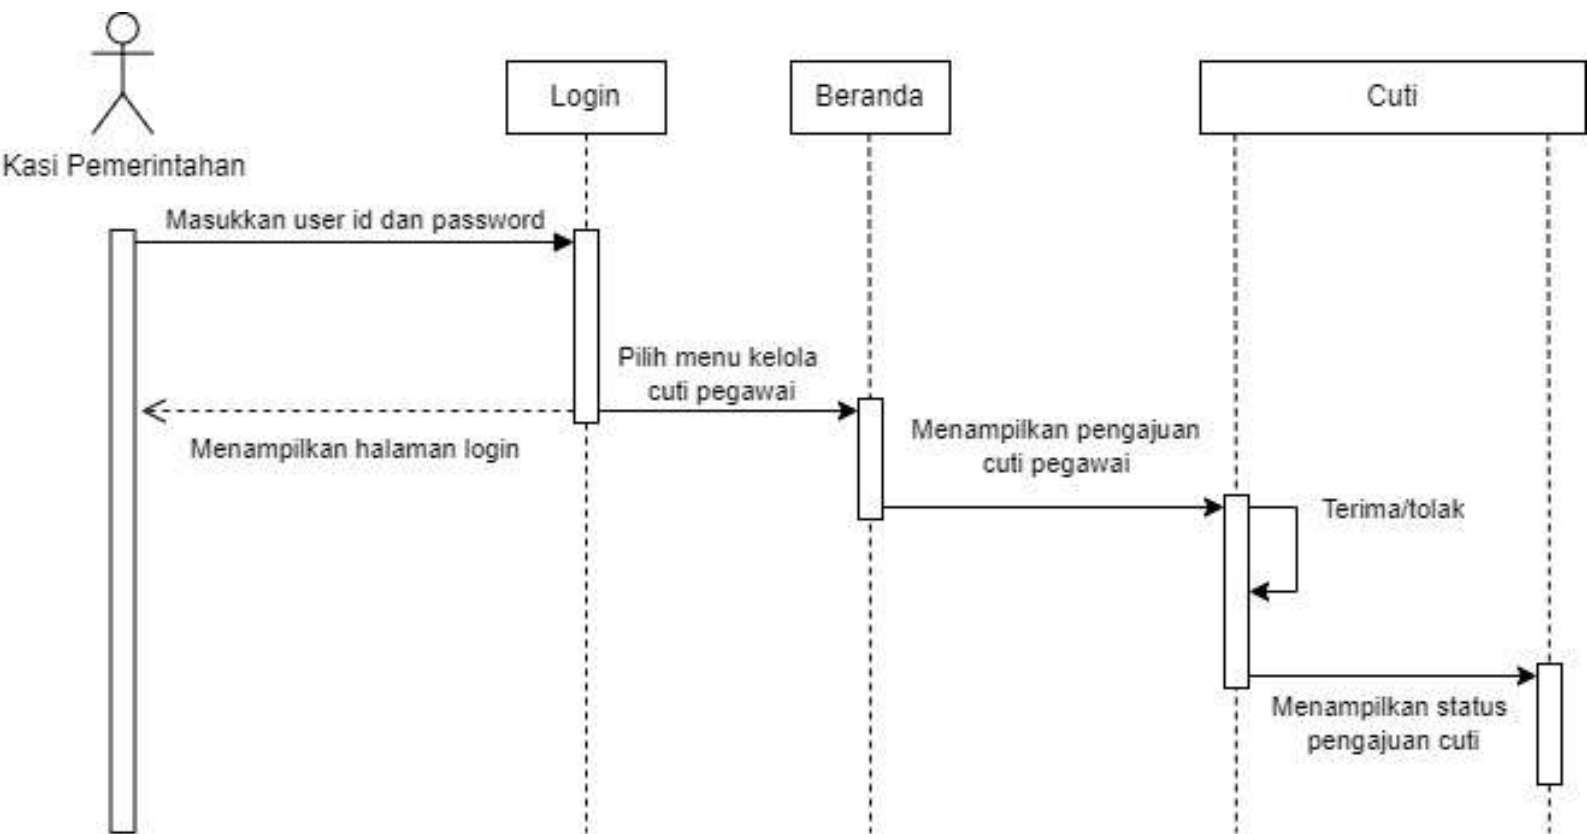 Login
Beranda
Cuti
Kasi Pemerintahan
Masukkan user id dan password
Pilih menu kelola
cuti pegawai
Menampilkan halaman login
Menampilkan pengajuan
cuti pegawai
Terima/tolak
Menampilkan status
pengajuan cuti